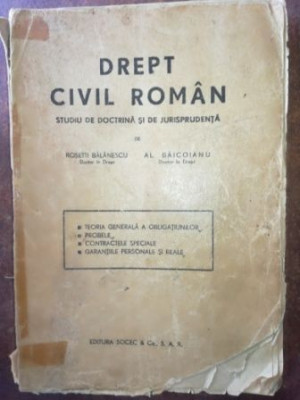 DREPT
CIVIL ROMÂN
STUDIU DE DOCTRINĂ ȘI DE JURISPRUDENȚĂ
DE
ROSETTI BĂLĂNESCU AL. BĂICOIANU
Doctor în Drept Doctor în Drept
TEORIA GENERALĂ A OBLIGAȚIUNILOR
PROBELE
CONTRACTELE SPECIALE
GARANȚIILE PERSONALE ȘI REALE
EDITURA SOCEC & Co., S. A. R.